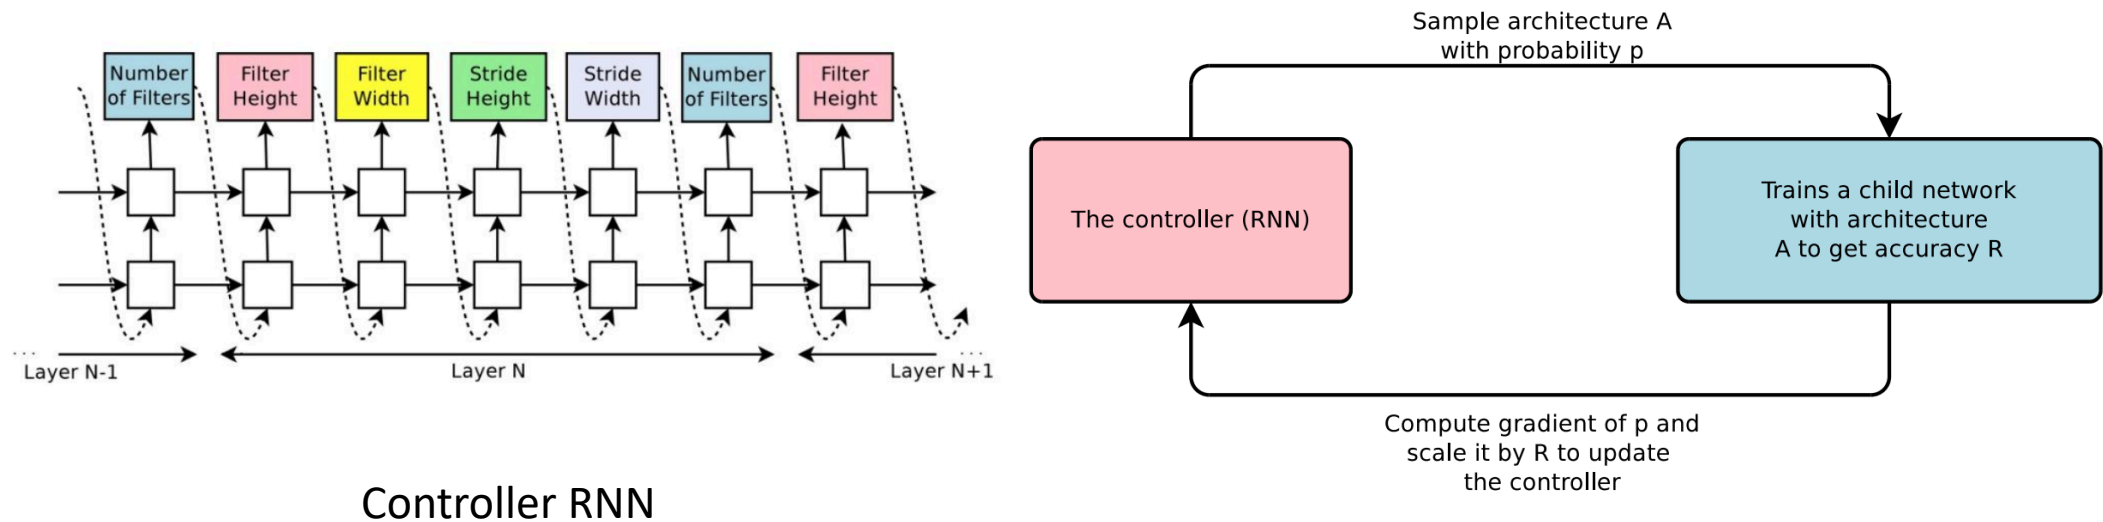 Number
of Filters
Filter
Height
Filter
Width
Stride
Height
Stride
Width
Number
of Filters
Filter
Height
...
Layer N-1
Layer N
...
Layer N+1
Controller RNN
Sample architecture A
with probability p
The controller (RNN)
Trains a child network
with architecture
A to get accuracy R
Compute gradient of p and
scale it by R to update
the controller